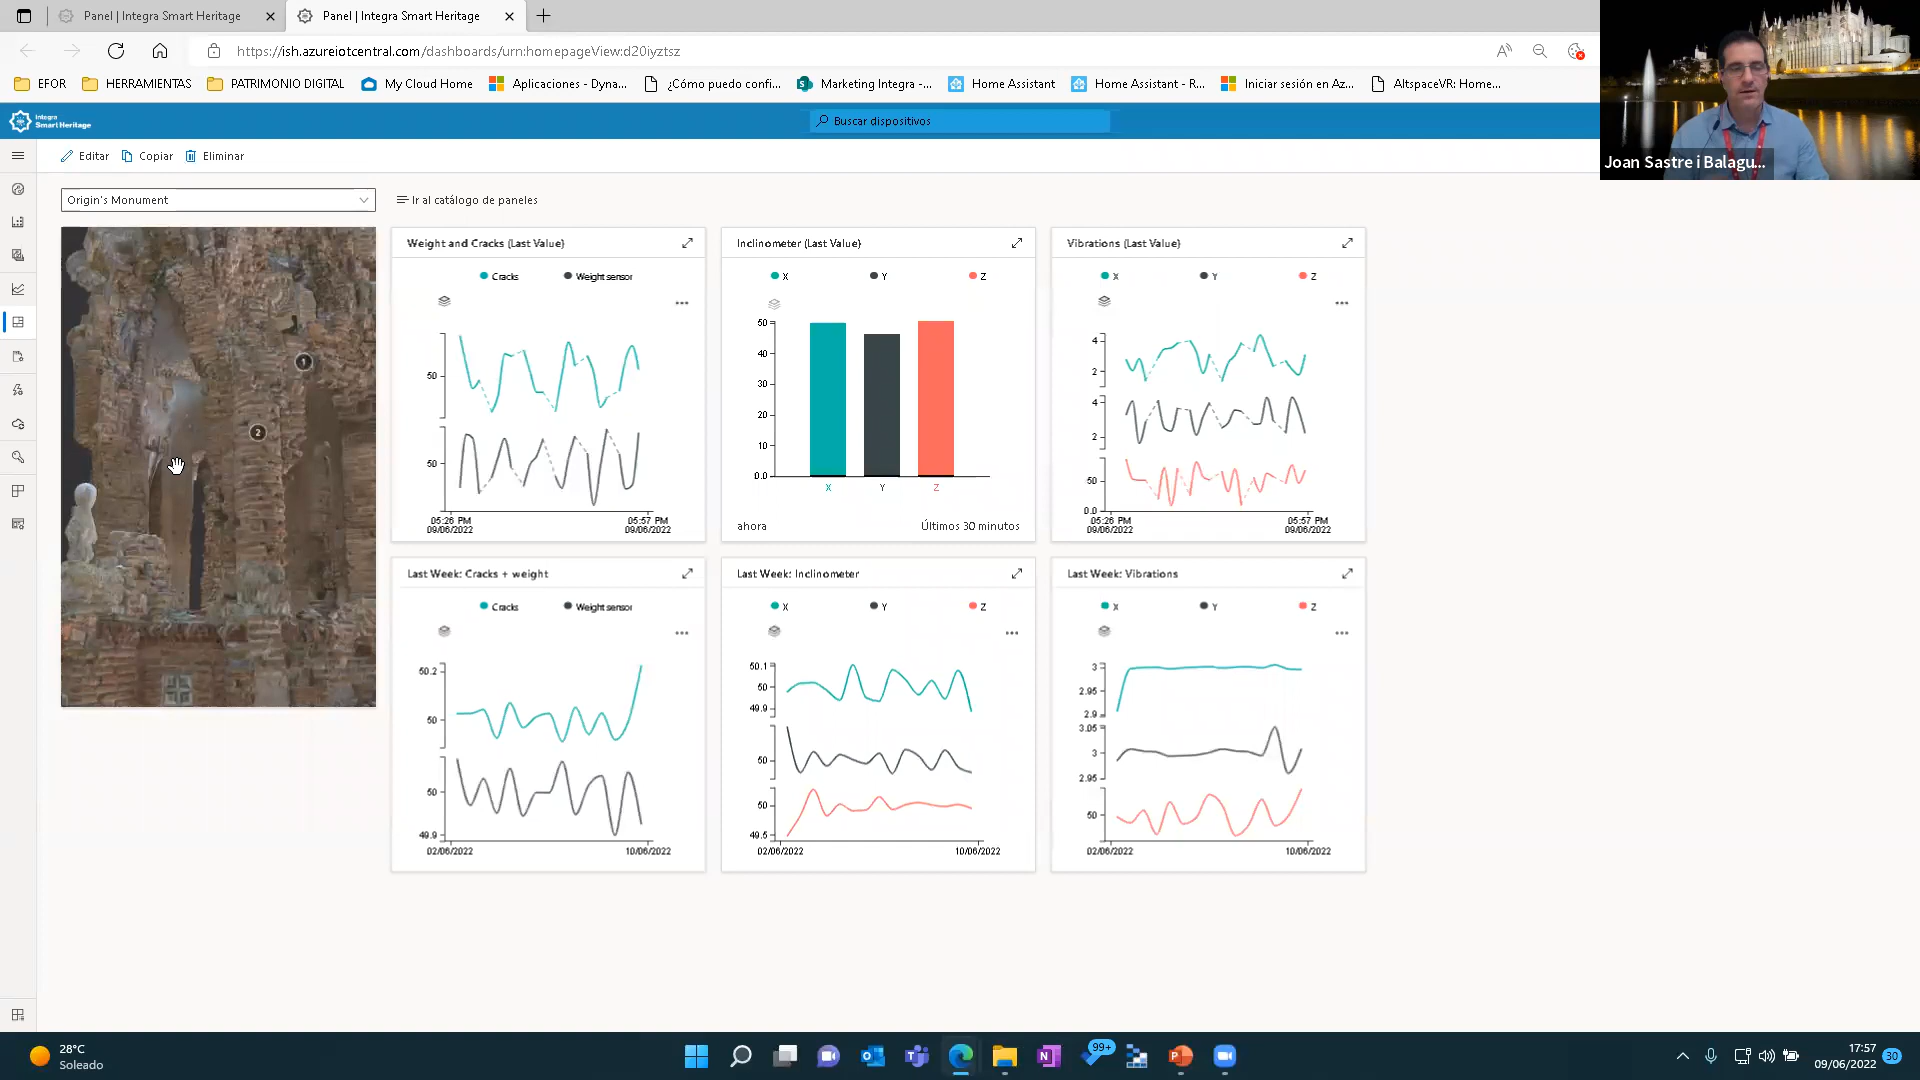 Panel | Integra Smart Heritage
Panel | Integra Smart Heritage
https://ish.azureiotcentral.com/dashboards/urn:homepageView:d20iyztsz
EFOR
HERRAMIENTAS
PATRIMONIO DIGITAL
My Cloud Home
Aplicaciones - Dyna...
¿Cómo puedo confi...
Marketing Integra -...
Home Assistant
Home Assistant - R...
Iniciar sesión en Az...
AltspaceVR: Home...
Integra
Smart Heritage
Buscar dispositivos
Joan Sastre i Balagu...
Editar
Copiar
Eliminar
Origin's Monument
Ir al catálogo de paneles
1
2
Weight and Cracks (Last Value)
Cracks
Weight sensor
50
50
05:26 PM
09/06/2022
05:57 PM
09/06/2022
Inclinometer (Last Value)
X
Y
Z
50
40
30
20
10
0.0
X
Y
Z
ahora
Últimos 30 minutos
Vibrations (Last Value)
X
Y
Z
4
2
4
2
50
0.0
05:26 PM
09/06/2022
05:57 PM
09/06/2022
Last Week: Cracks + weight
Cracks
Weight sensor
50.2
50
50
49.9
02/06/2022
10/06/2022
Last Week: Inclinometer
X
Y
Z
50.1
50
49.9
50
50
49.5
02/06/2022
10/06/2022
Last Week: Vibrations
X
Y
Z
3
2.95
2.9
3.05
3
2.95
50
02/06/2022
10/06/2022
28°C
Soleado
99+
17:57
09/06/2022
30